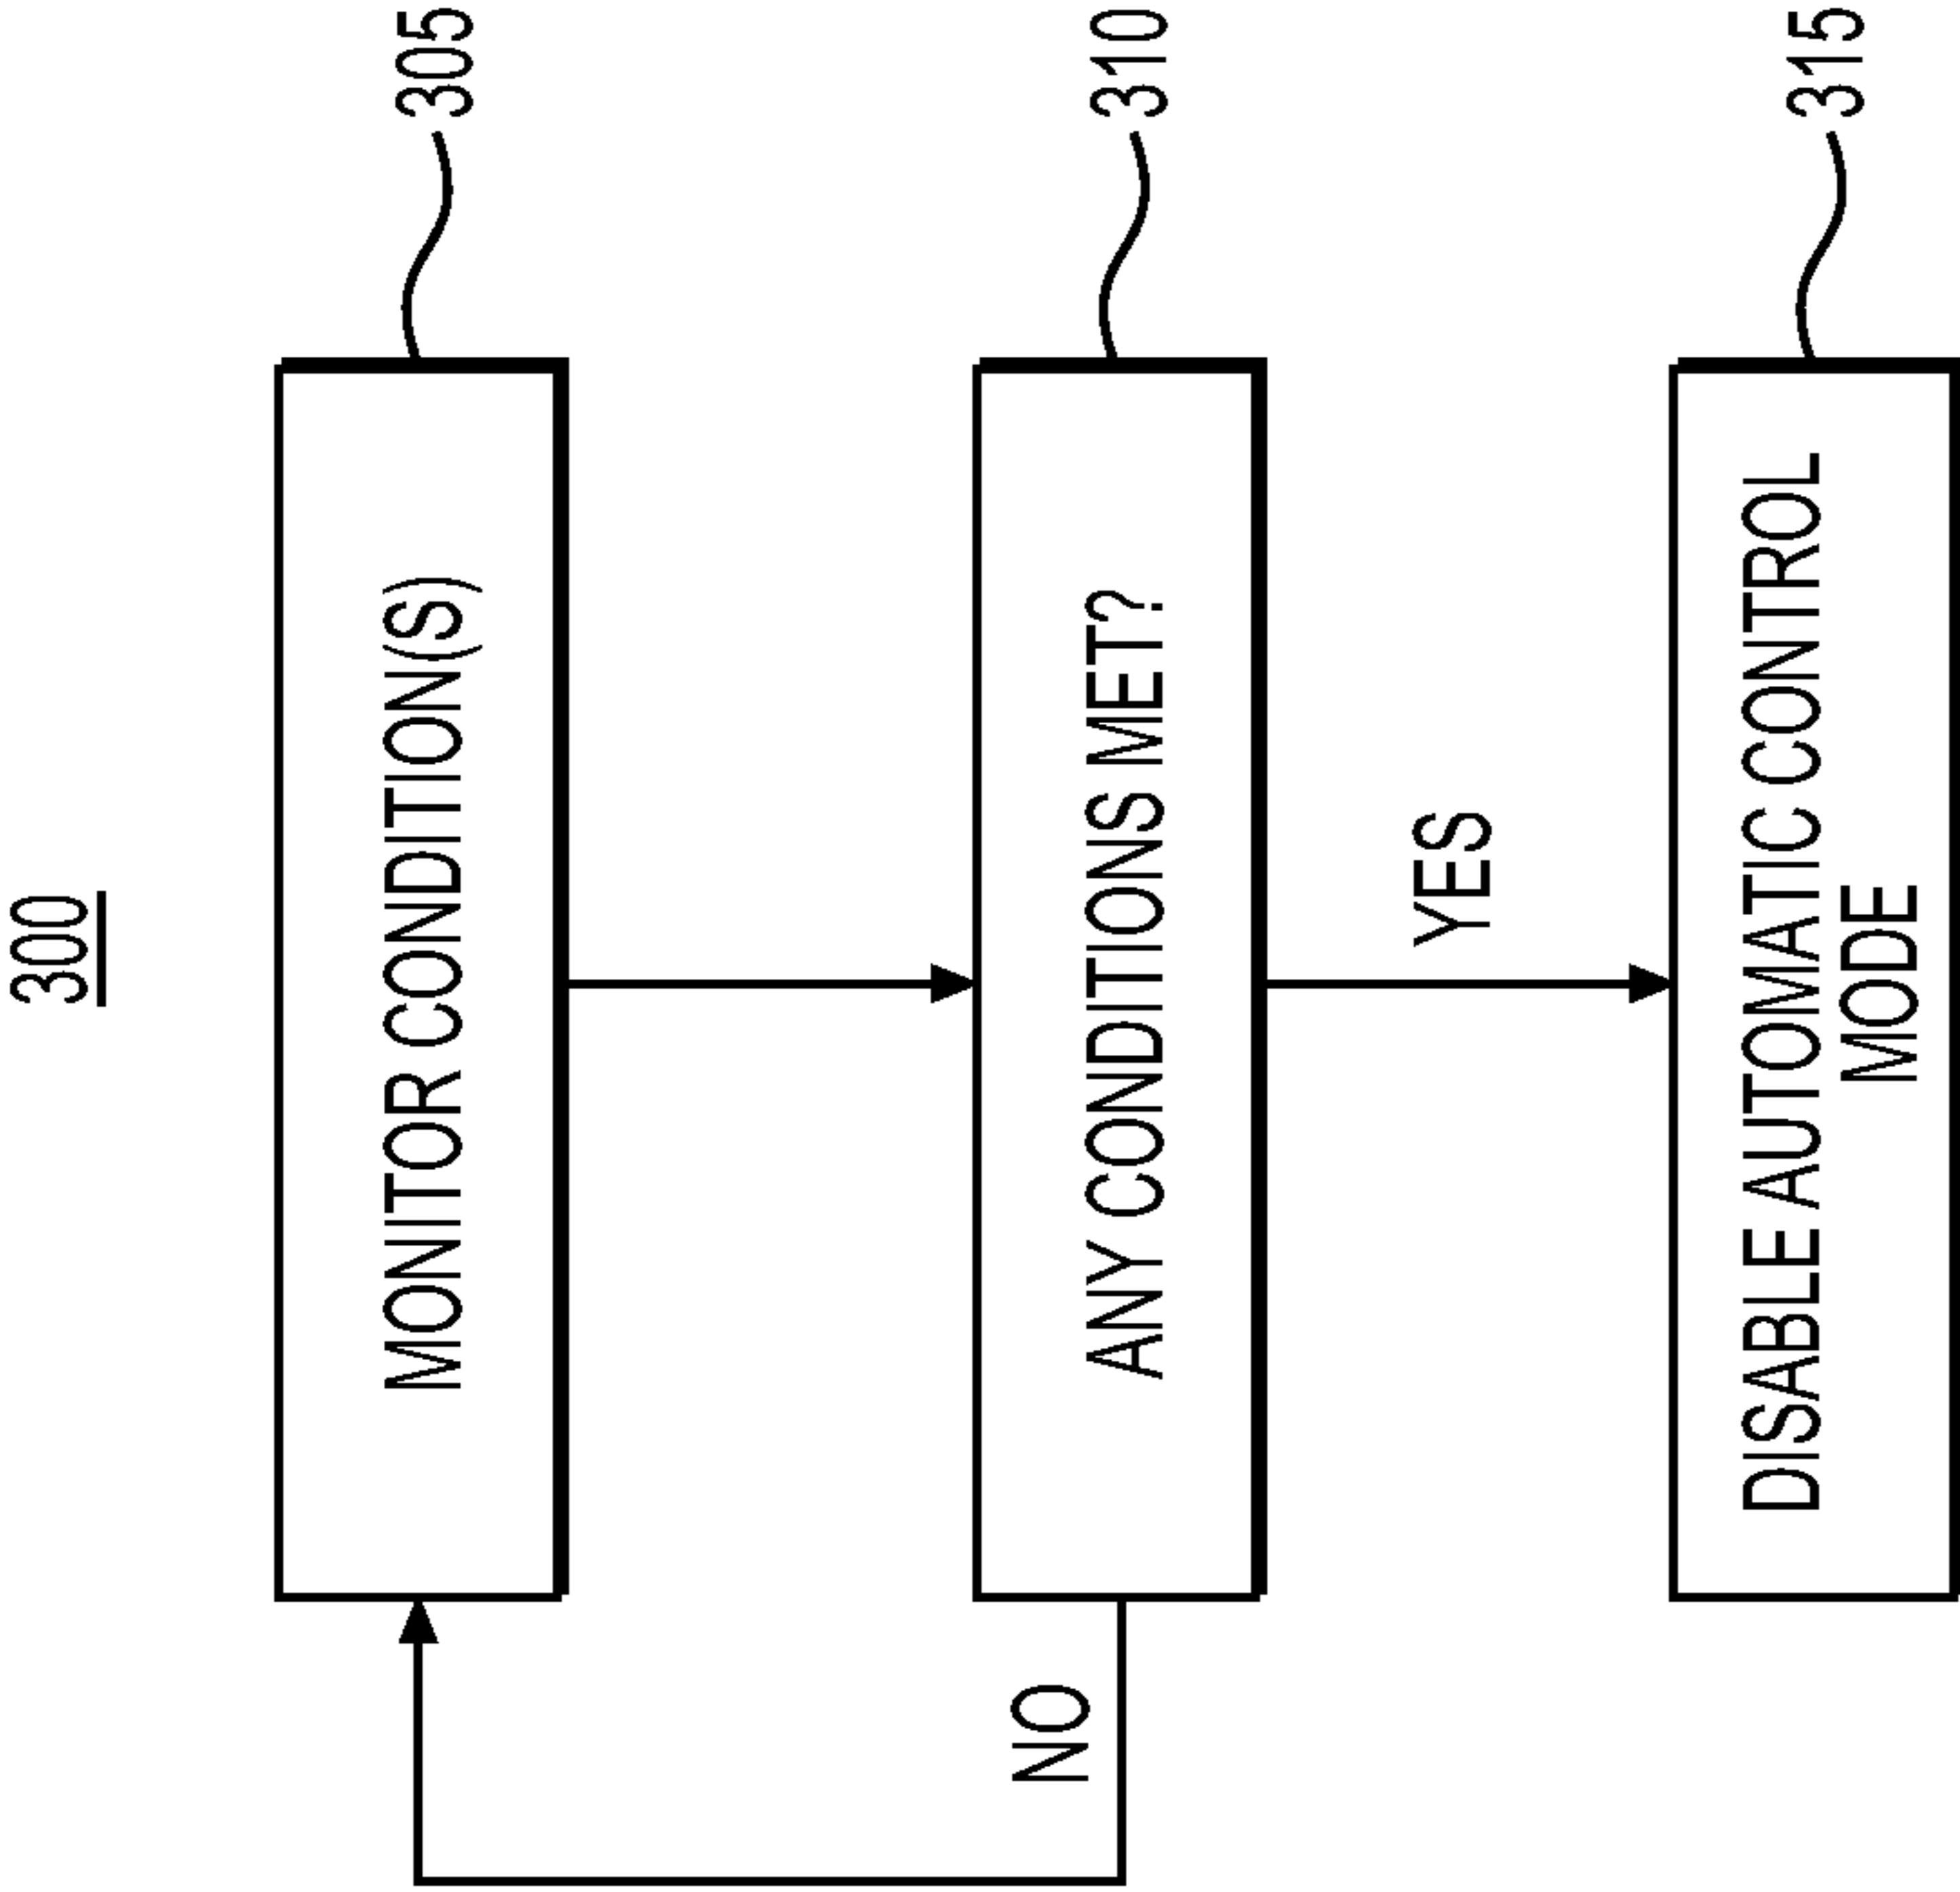 300
MONITOR CONDITION(S)
305
ANY CONDITIONS MET?
310
NO
YES
DISABLE AUTOMATIC CONTROL
MODE
315